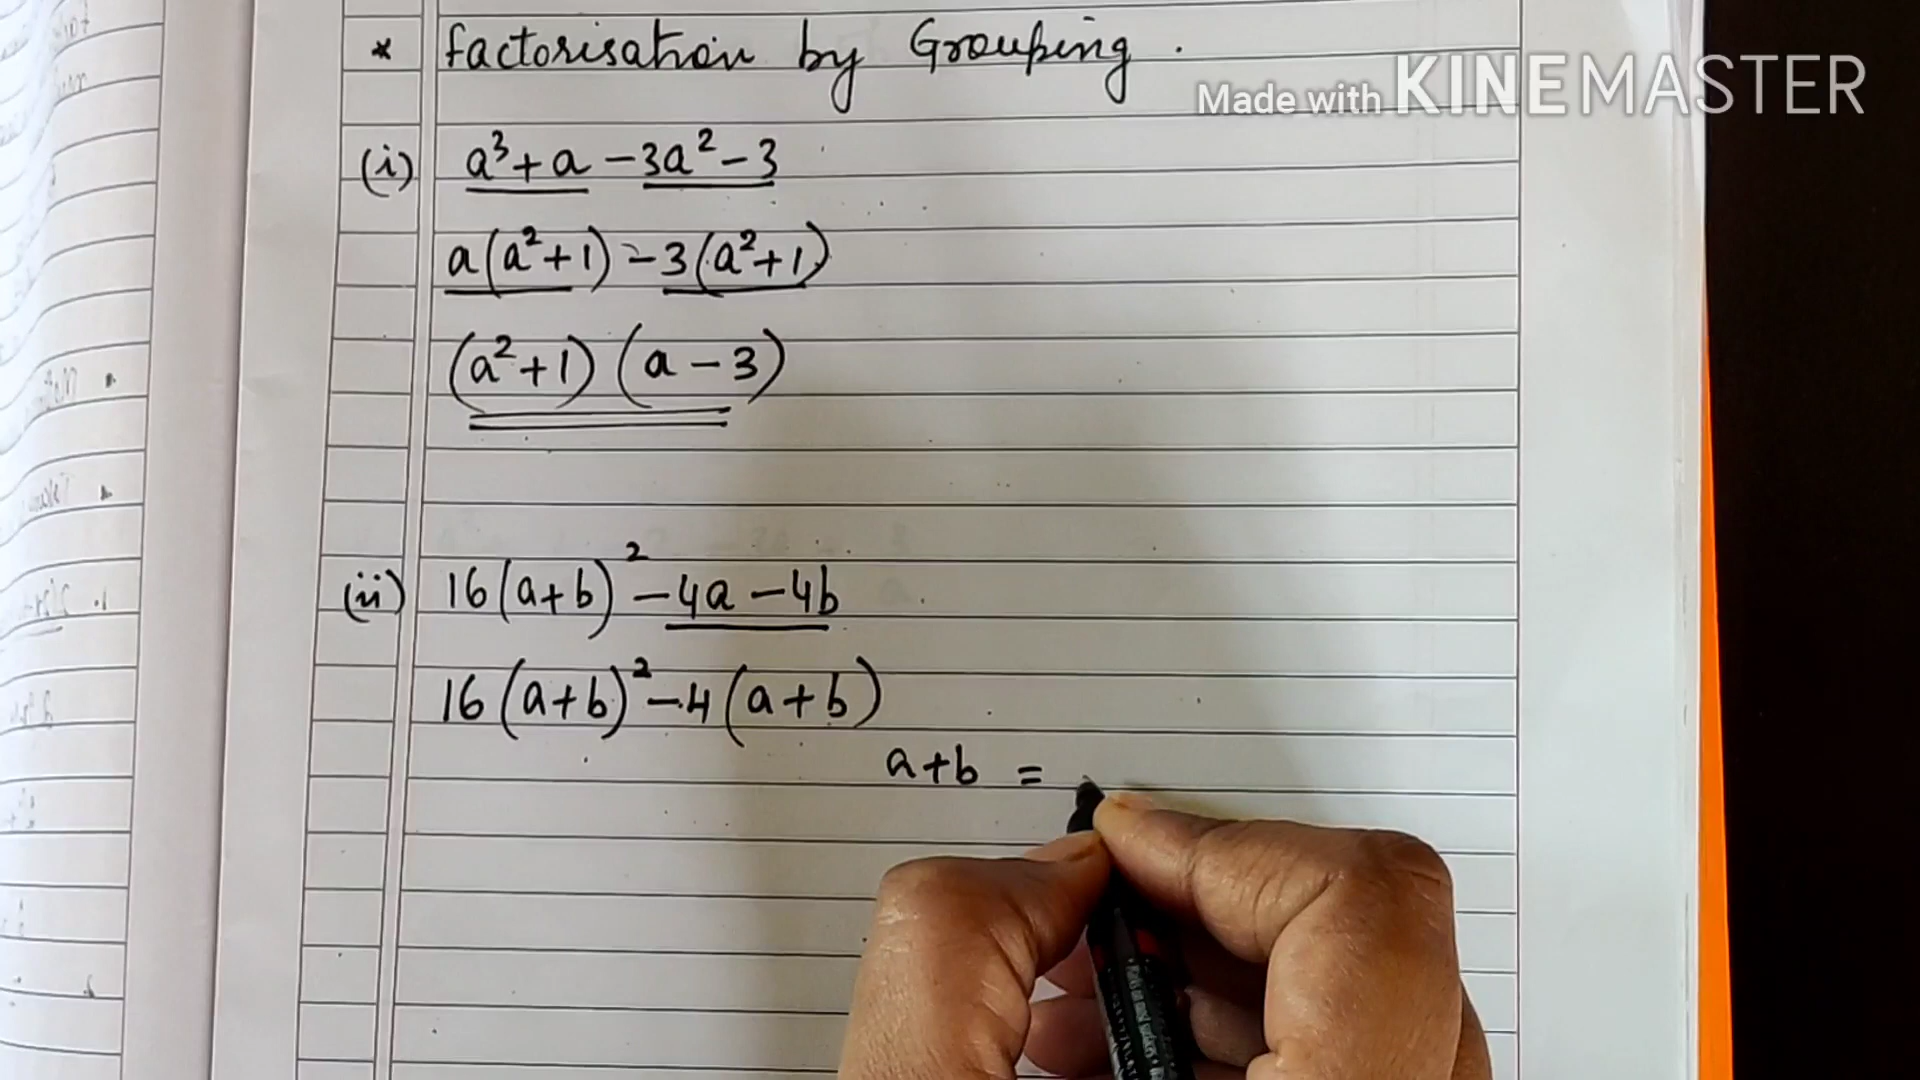 * factorisation by Grouping.
Made with KINEMASTER
(i) a³ + a - 3a² - 3
a(a² + 1) - 3(a² + 1)
(a² + 1) (a - 3)
(ii) 16(a+b)² - 4a - 4b
16(a+b)² - 4(a+b)
a+b =